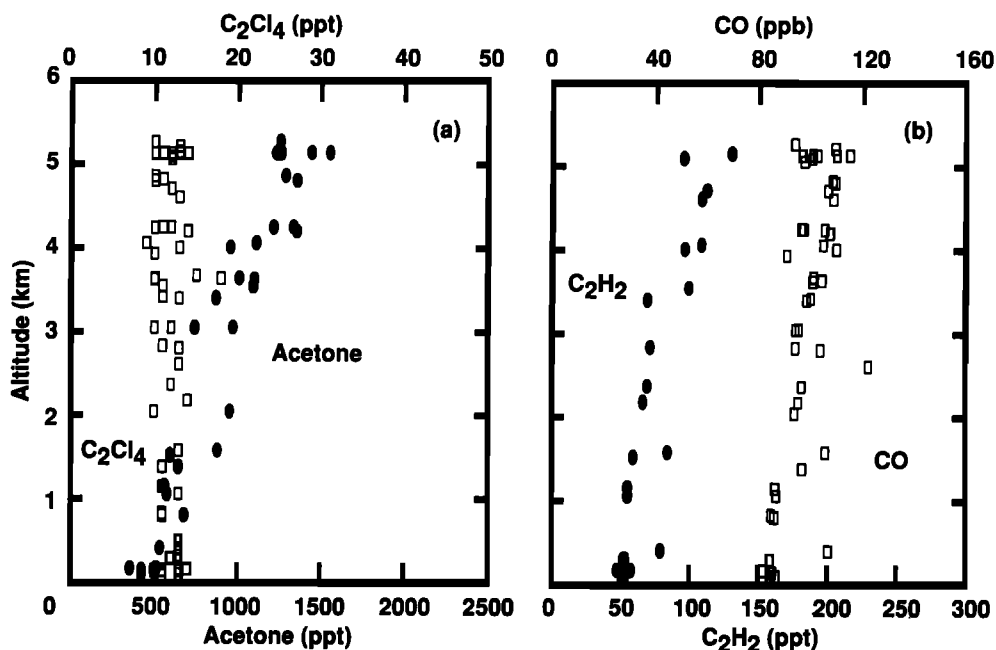 C2Cl4 (ppt)
0 10 20 30 40 50
6
5
4
3
2
1
0
Altitude (km)
(a)
Acetone
C2Cl4
500 1000 1500 2000 2500
Acetone (ppt)
CO (ppb)
0 40 80 120 160
(b)
C2H2
CO
0 50 100 150 200 250 300
C2H2 (ppt)